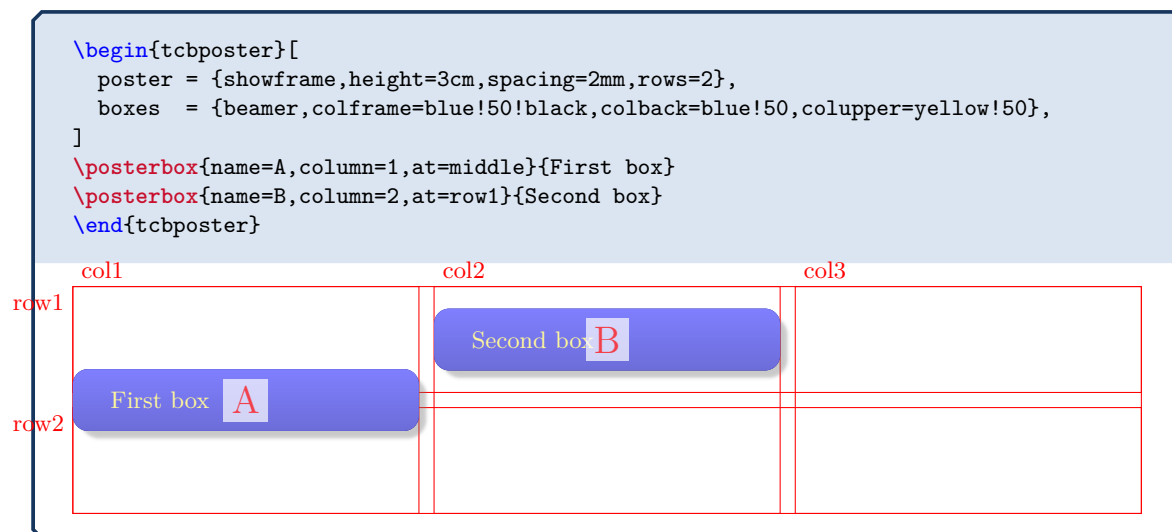 \begin{tcbposter}[
  poster = {showframe,height=3cm,spacing=2mm,rows=2},
  boxes  = {beamer,colframe=blue!50!black,colback=blue!50,colupper=yellow!50},
]
\posterbox{name=A,column=1,at=middle}{First box}
\posterbox{name=B,column=2,at=row1}{Second box}
\end{tcbposter}
col1 col2 col3
row1
Second box B
First box A
row2